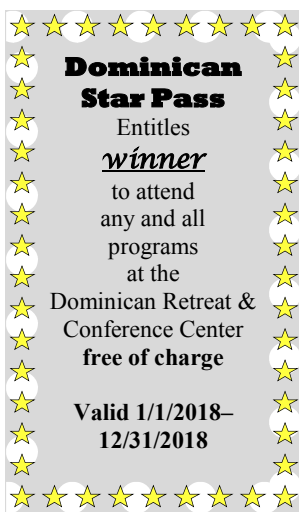 Dominican
Star Pass
Entitles
winner
to attend
any and all
programs
at the
Dominican Retreat &
Conference Center
free of charge
Valid 1/1/2018–
12/31/2018